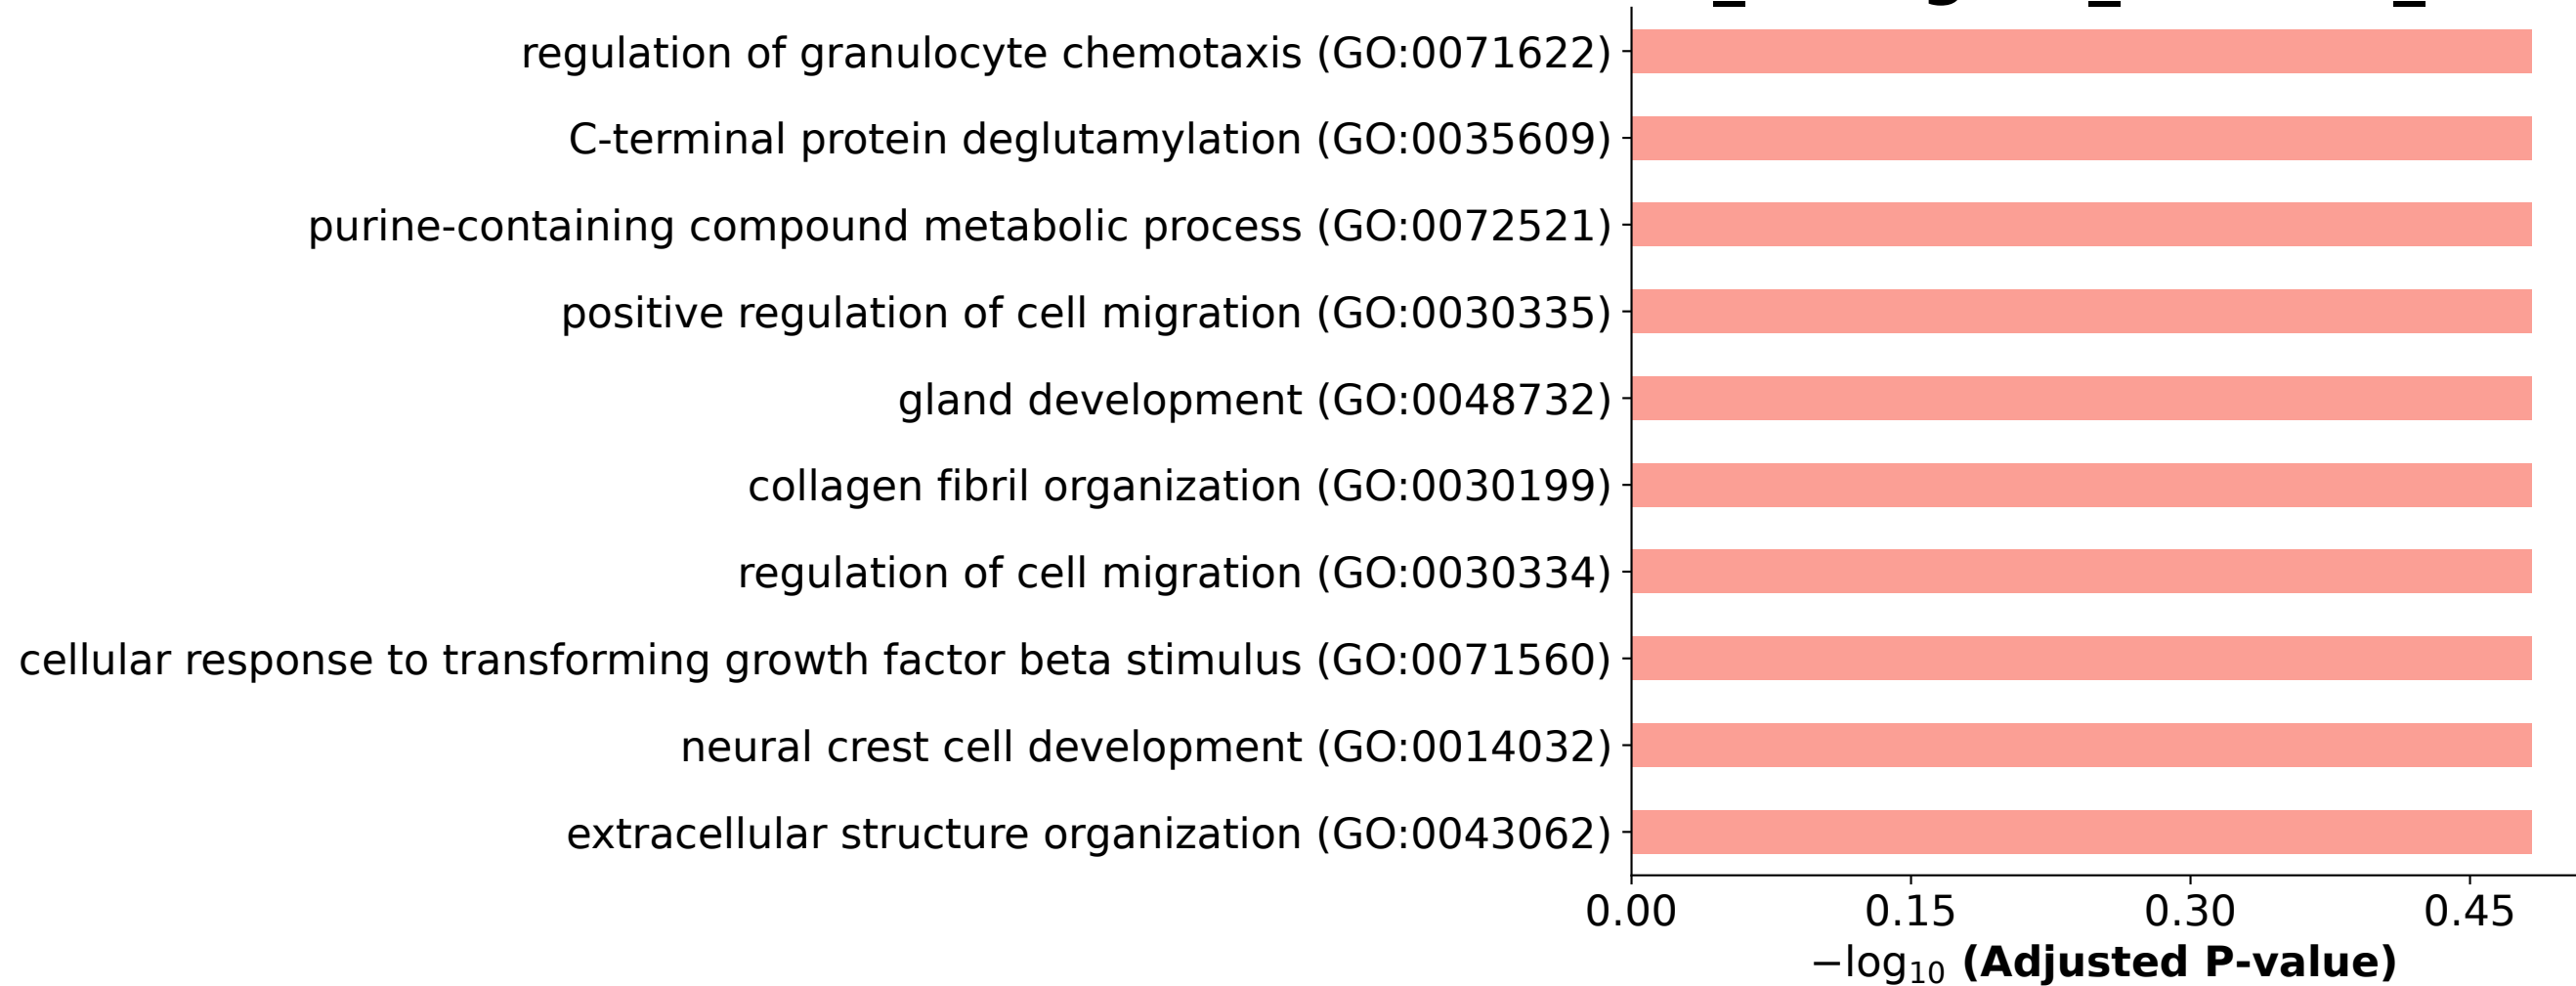 regulation of granulocyte chemotaxis (GO:0071622)
C-terminal protein deglutamylation (GO:0035609)
purine-containing compound metabolic process (GO:0072521)
positive regulation of cell migration (GO:0030335)
gland development (GO:0048732)
collagen fibril organization (GO:0030199)
regulation of cell migration (GO:0030334)
cellular response to transforming growth factor beta stimulus (GO:0071560)
neural crest cell development (GO:0014032)
extracellular structure organization (GO:0043062)
0.00 0.15 0.30 0.45
−log₁₀ (Adjusted P-value)